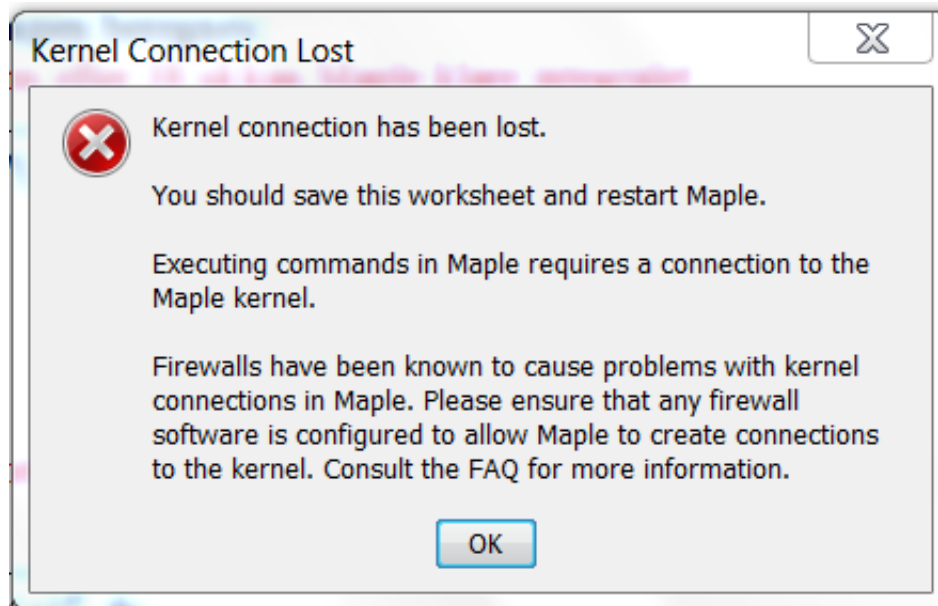 Kernel Connection Lost
Kernel connection has been lost.
You should save this worksheet and restart Maple.
Executing commands in Maple requires a connection to the
Maple kernel.
Firewalls have been known to cause problems with kernel
connections in Maple. Please ensure that any firewall
software is configured to allow Maple to create connections
to the kernel. Consult the FAQ for more information.
OK